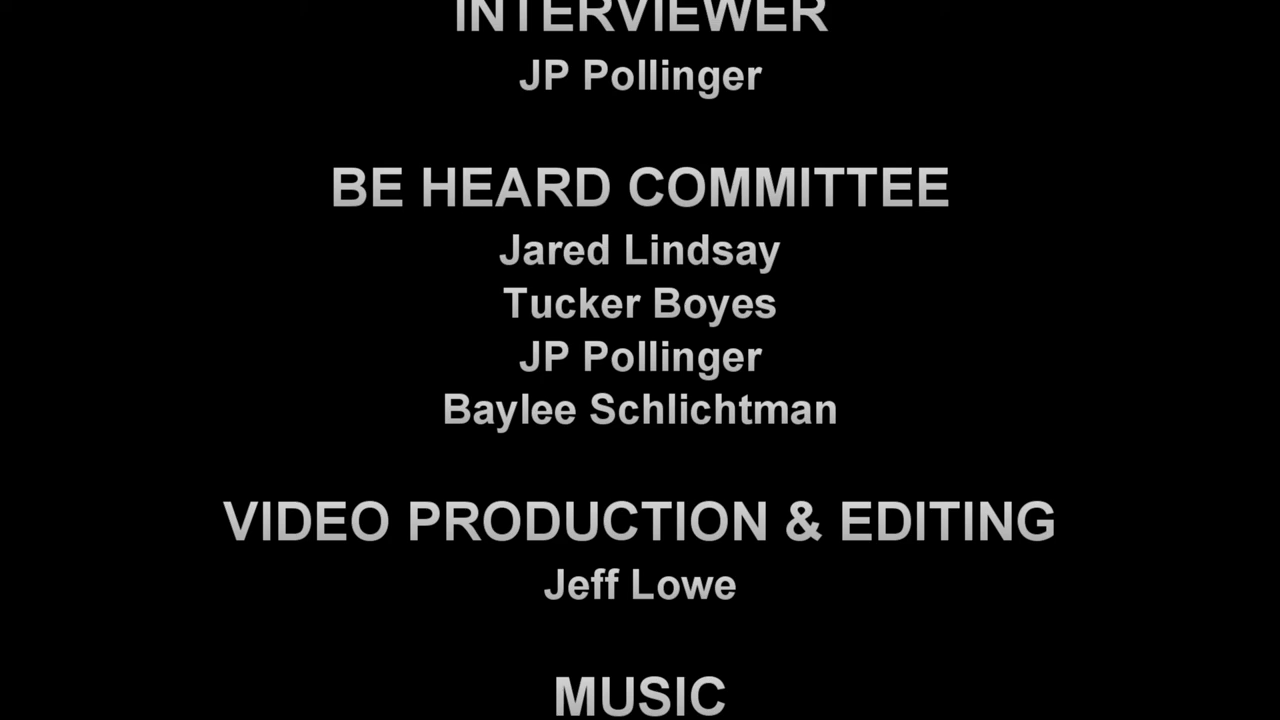 INTERVIEWER
JP Pollinger
BE HEARD COMMITTEE
Jared Lindsay
Tucker Boyes
JP Pollinger
Baylee Schlichtman
VIDEO PRODUCTION & EDITING
Jeff Lowe
MUSIC